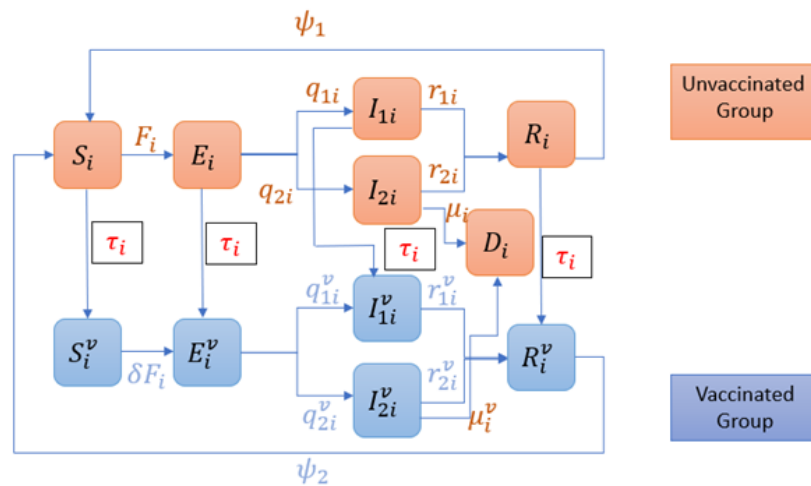 ψ₁
q₁ᵢ
I₁ᵢ
r₁ᵢ
Unvaccinated
Group
Sᵢ
Fᵢ
Eᵢ
Rᵢ
q₂ᵢ
I₂ᵢ
r₂ᵢ
μᵢ
τᵢ
τᵢ
τᵢ
Dᵢ
τᵢ
q₁ᵢᵛ
I₁ᵢᵛ
r₁ᵢᵛ
Sᵢᵛ
δFᵢ
Eᵢᵛ
Rᵢᵛ
q₂ᵢᵛ
I₂ᵢᵛ
r₂ᵢᵛ
μᵢᵛ
Vaccinated
Group
ψ₂